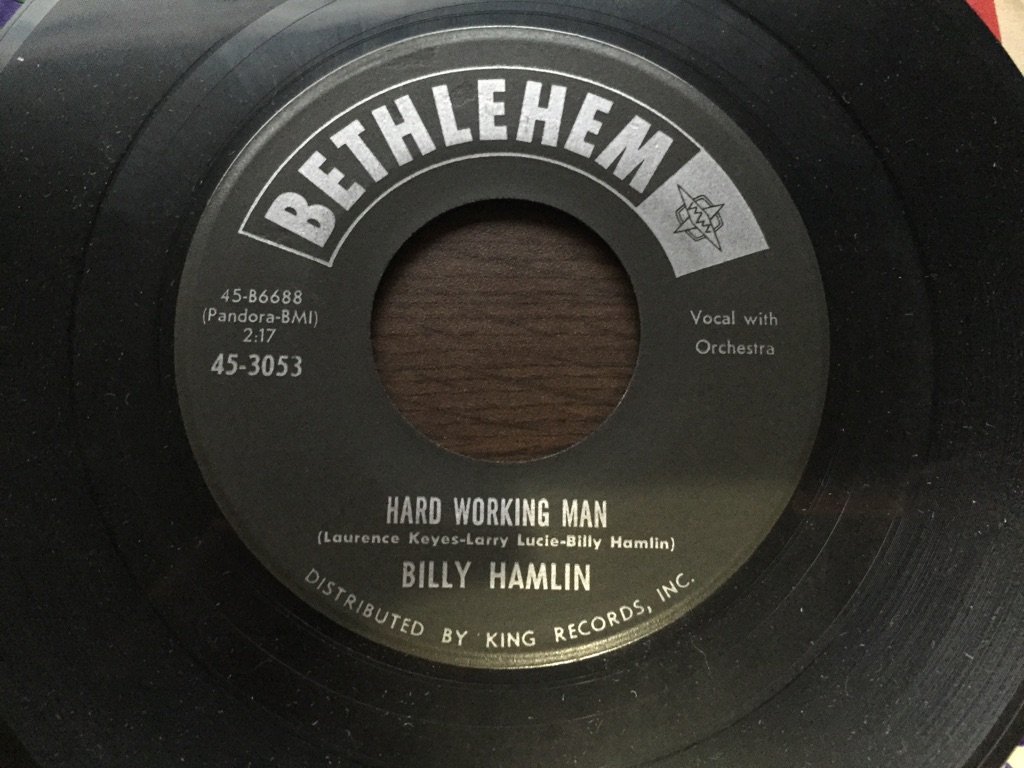 BETHLEHEM
45-B6688
(Pandora-BMI)
2:17
45-3053
Vocal with
Orchestra
HARD WORKING MAN
(Laurence Keyes-Larry Lucie-Billy Hamlin)
BILLY HAMLIN
DISTRIBUTED BY KING RECORDS, INC.